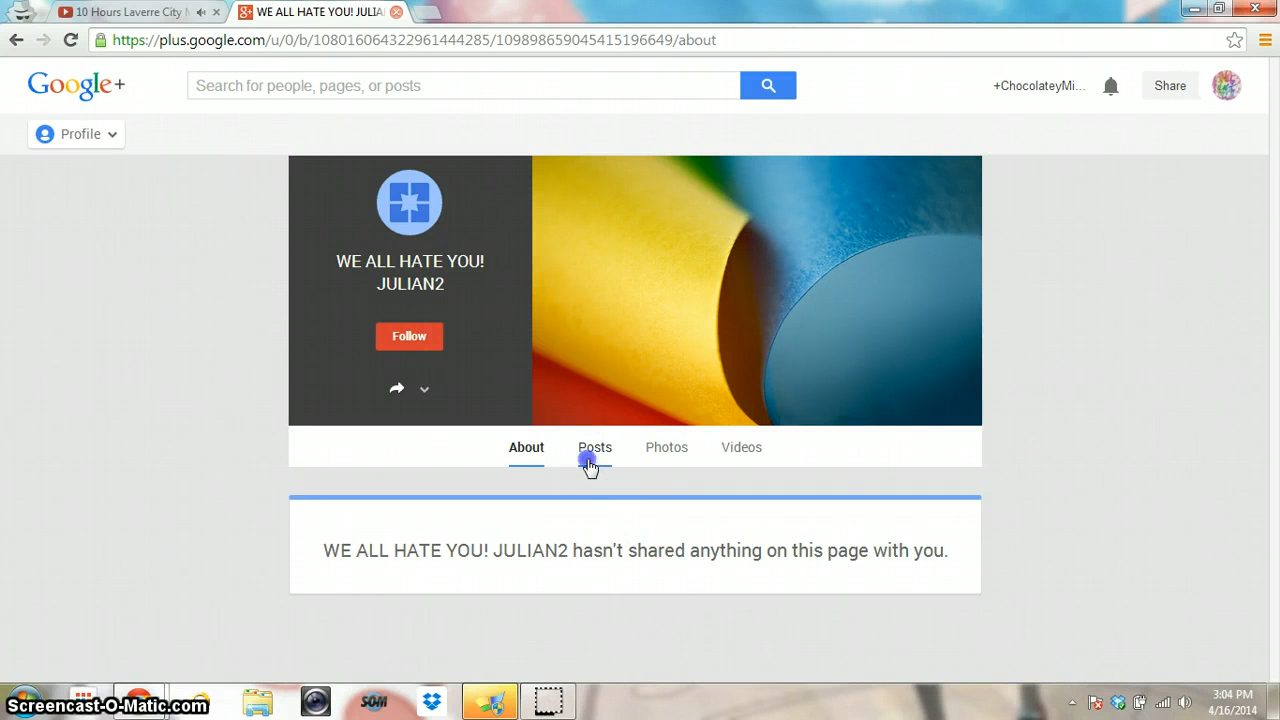 10 Hours Laverre City M
WE ALL HATE YOU! JULIA
https://plus.google.com/u/0/b/108016064322961444285/109898659045415196649/about
Google+
Search for people, pages, or posts
+ChocolateyMi...
Share
Profile
WE ALL HATE YOU!
JULIAN2
Follow
About Posts Photos Videos
WE ALL HATE YOU! JULIAN2 hasn't shared anything on this page with you.
SOM
3:04 PM
4/16/2014
Screencast-O-Matic.com